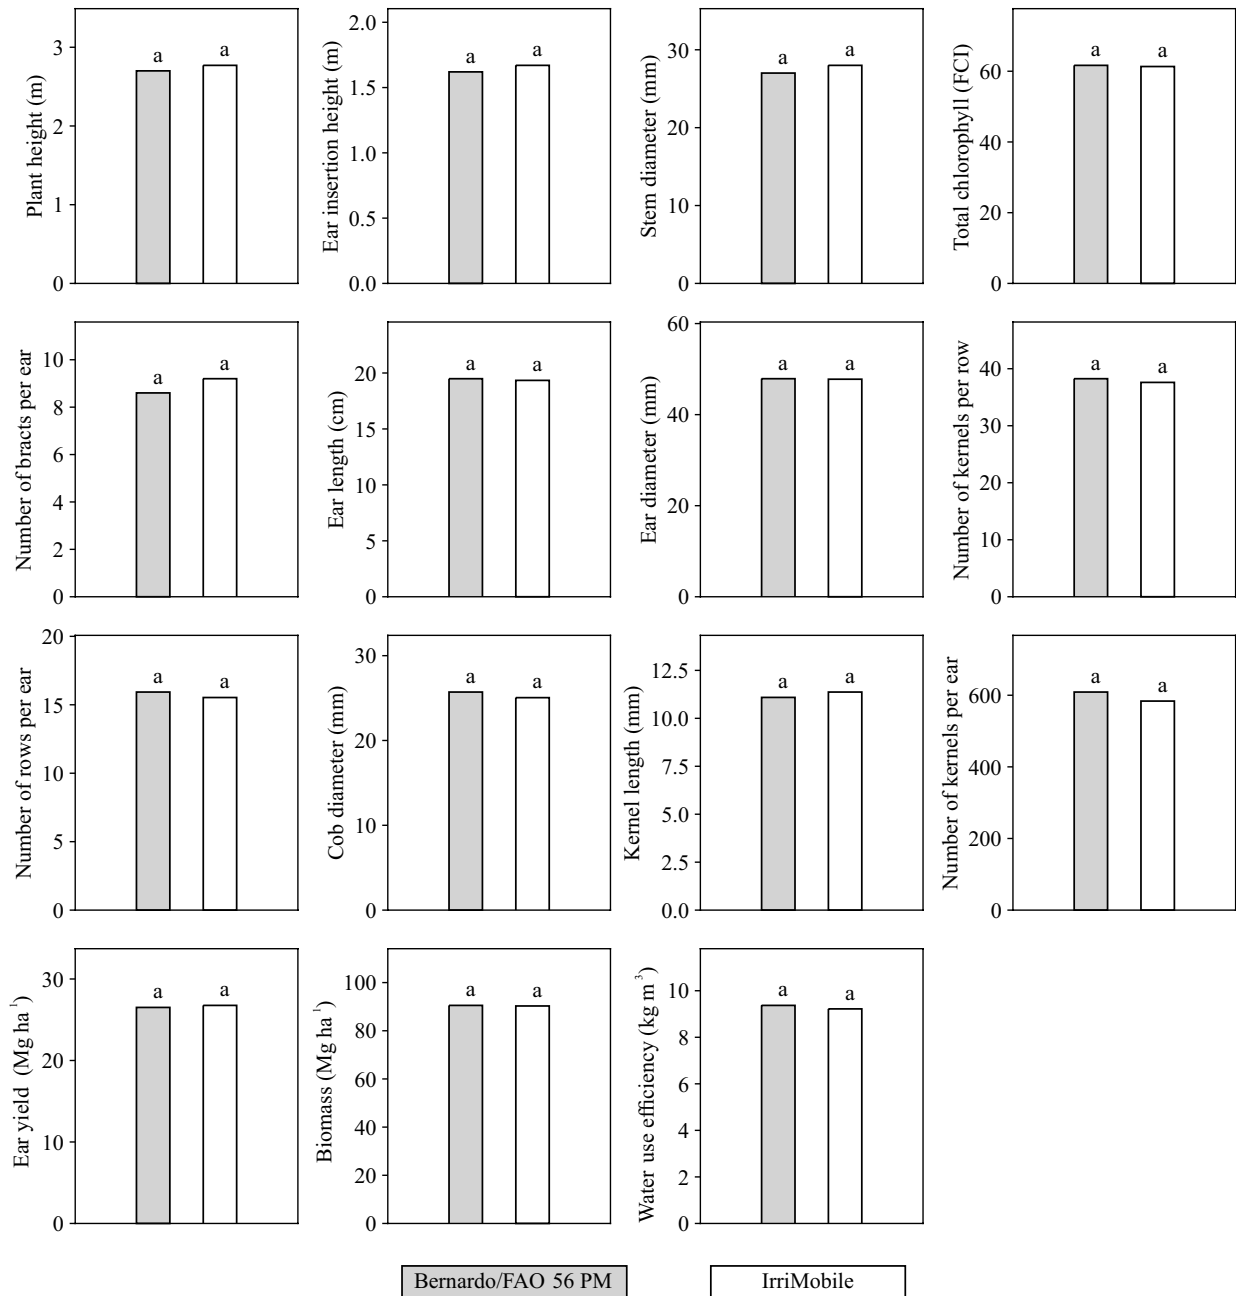 Plant height (m)
3
2
1
0
a a
Ear insertion height (m)
2.0
1.5
1.0
0.5
0.0
a a
Stem diameter (mm)
30
20
10
0
a a
Total chlorophyll (FCI)
60
40
20
0
a a
Number of bracts per ear
10
8
6
4
2
0
a a
Ear length (cm)
20
15
10
5
0
a a
Ear diameter (mm)
60
40
20
0
a a
Number of kernels per row
40
30
20
10
0
a a
Number of rows per ear
20
15
10
5
0
a a
Cob diameter (mm)
30
20
10
0
a a
Kernel length (mm)
12.5
10.0
7.5
5.0
2.5
0.0
a a
Number of kernels per ear
600
400
200
0
a a
Ear yield (Mg ha 1)
30
20
10
0
a a
Biomass (Mg ha 1)
100
80
60
40
20
0
a a
Water use efficiency (kg m 3)
10
8
6
4
2
0
a a
Bernardo/FAO 56 PM
IrriMobile